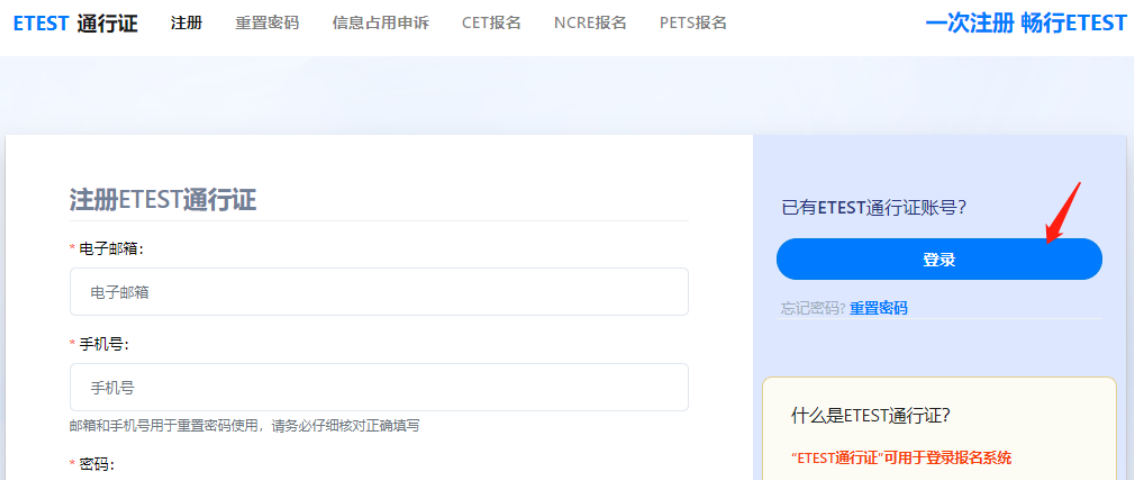 ETEST 通行证 注册 重置密码 信息占用申诉 CET报名 NCRE报名 PETS报名 一次注册 畅行ETEST
注册ETEST通行证
* 电子邮箱:
电子邮箱
* 手机号:
手机号
邮箱和手机号用于重置密码使用，请务必仔细核对正确填写
* 密码:
已有ETEST通行证账号?
登录
忘记密码? 重置密码
什么是ETEST通行证?
“ETEST通行证”可用于登录报名系统